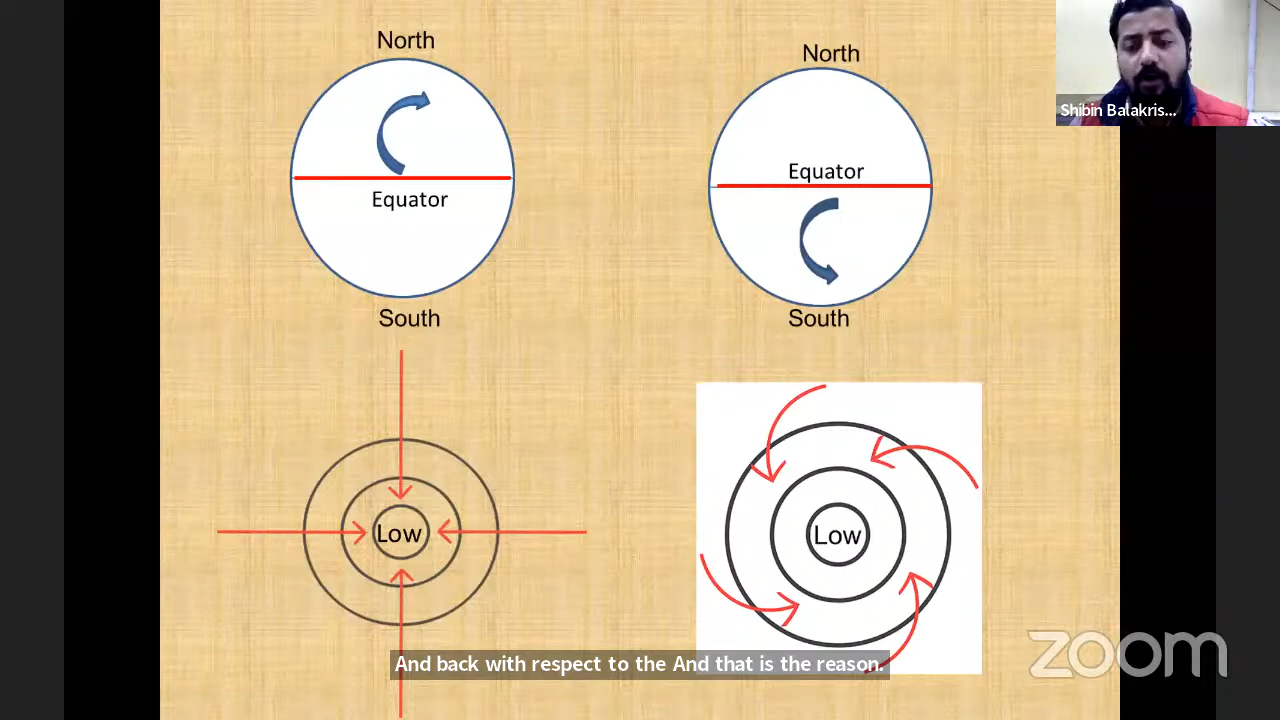 North
North
Shibin Balakris...
Equator
Equator
South
South
Low
Low
And back with respect to the And that is the reason.
zoom